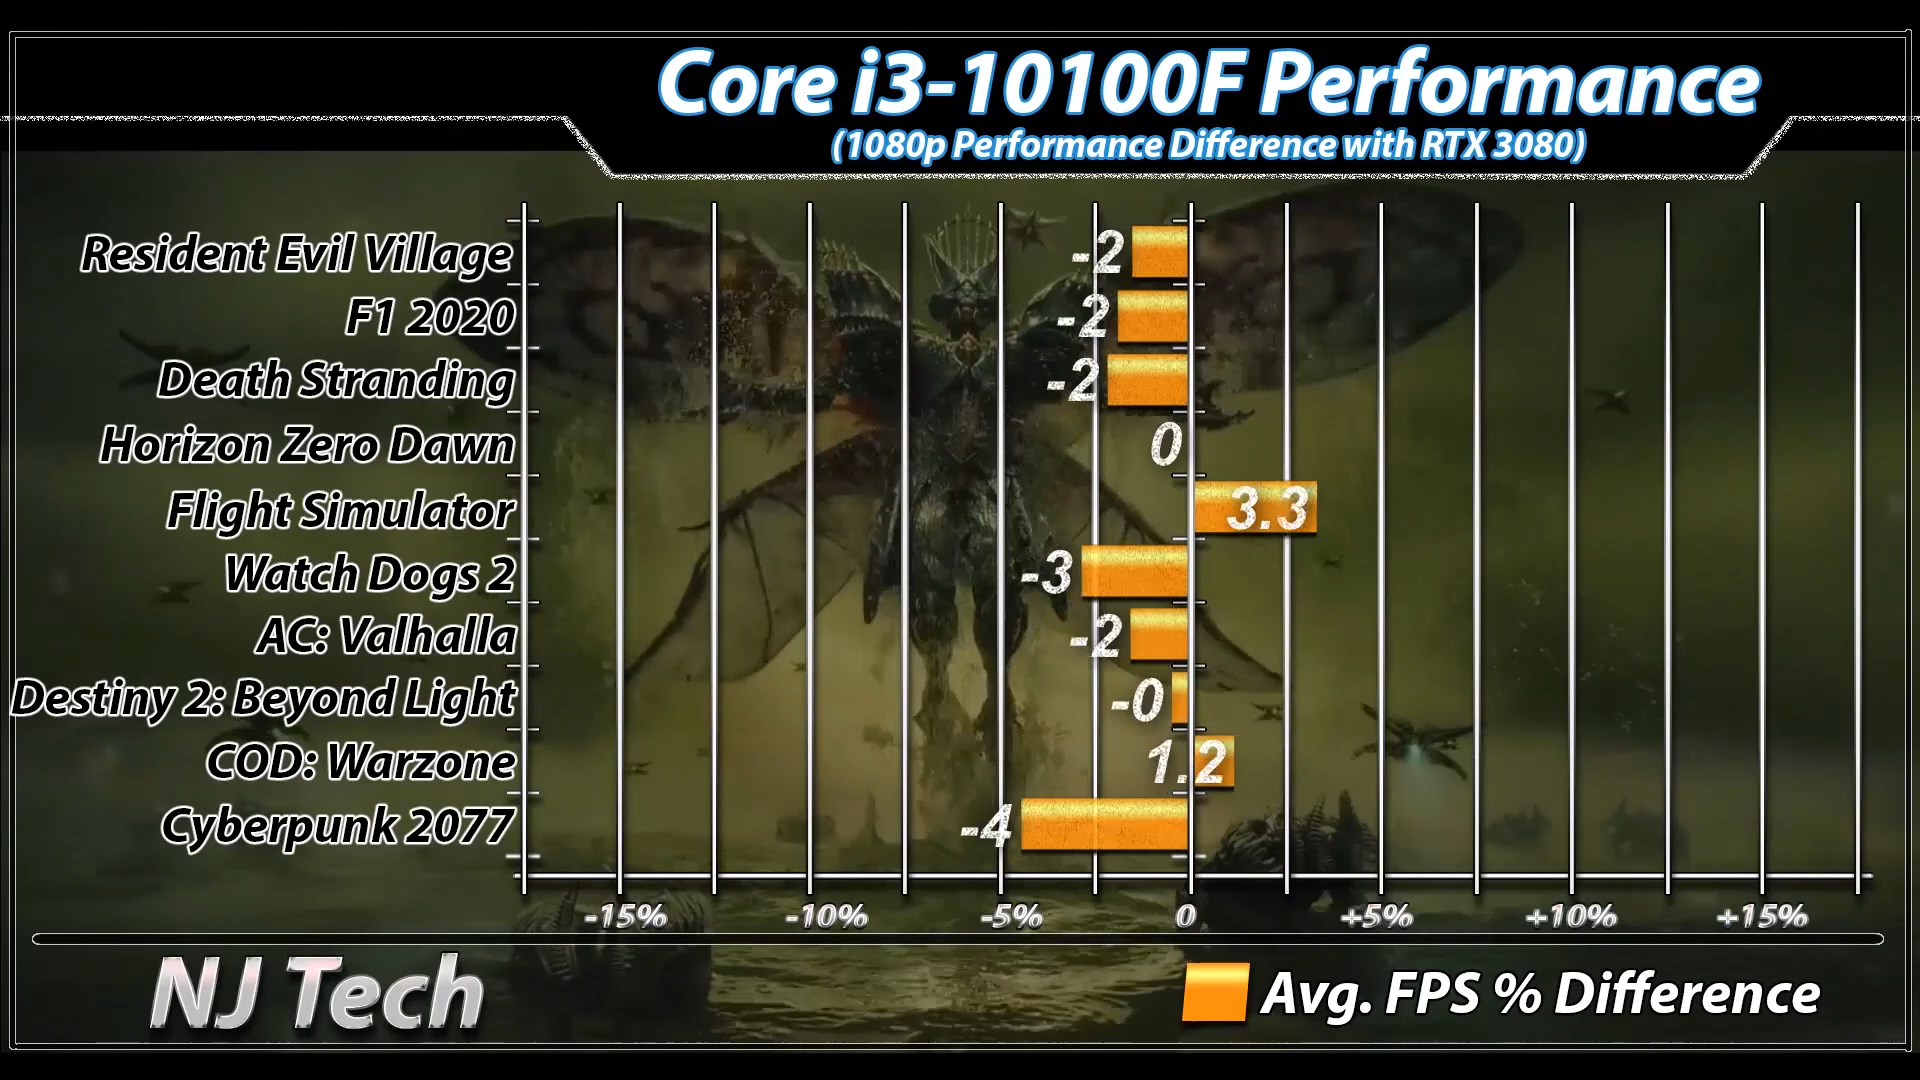 Core i3-10100F Performance
(1080p Performance Difference with RTX 3080)
Resident Evil Village -2
F1 2020 -2
Death Stranding -2
Horizon Zero Dawn 0
Flight Simulator 3.3
Watch Dogs 2 -3
AC: Valhalla -2
Destiny 2: Beyond Light -0
COD: Warzone 1.2
Cyberpunk 2077 -4
-15% -10% -5% 0 +5% +10% +15%
NJ Tech Avg. FPS % Difference